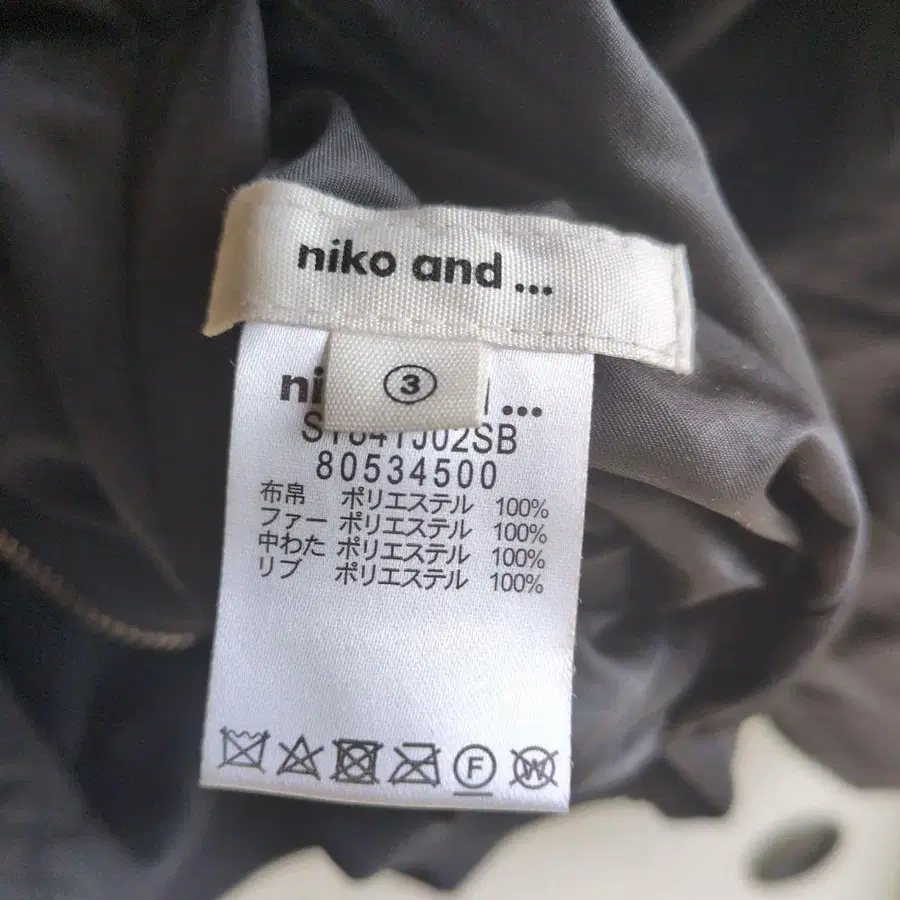 niko and ...
3
...
80534500
布帛 ポリエステル 100%
ファー ポリエステル 100%
中わた ポリエステル 100%
リブ ポリエステル 100%
F
W